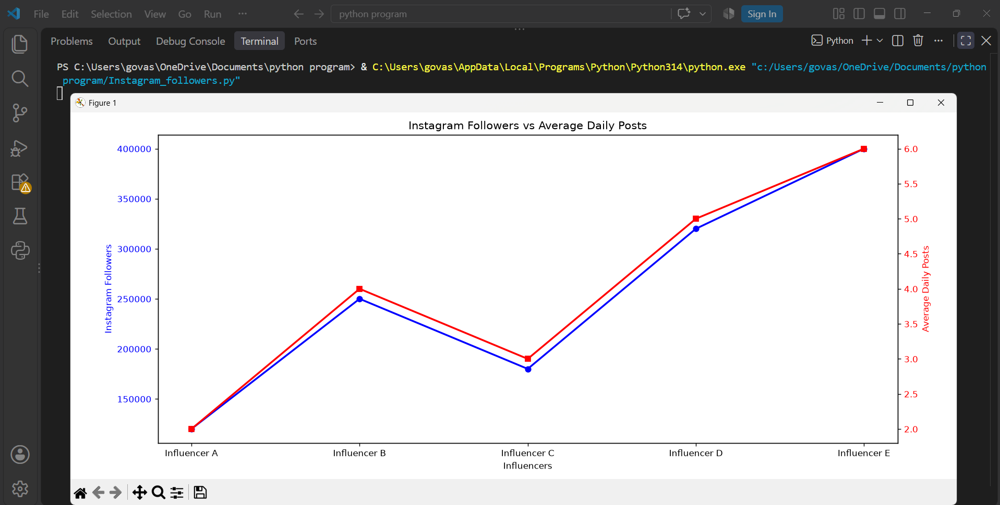 File Edit Selection View Go Run ... python program Sign In
Problems Output Debug Console Terminal Ports Python
PS C:\Users\govas\OneDrive\Documents\python program> & C:\Users\govas\AppData\Local\Programs\Python\Python314\python.exe "c:/Users/govas/OneDrive/Documents/python
program/Instagram_followers.py"
Figure 1
Instagram Followers vs Average Daily Posts
Instagram Followers
400000
350000
300000
250000
200000
150000
6.0
5.5
5.0
4.5
4.0
3.5
3.0
2.5
2.0
Average Daily Posts
Influencer A Influencer B Influencer C Influencer D Influencer E
Influencers